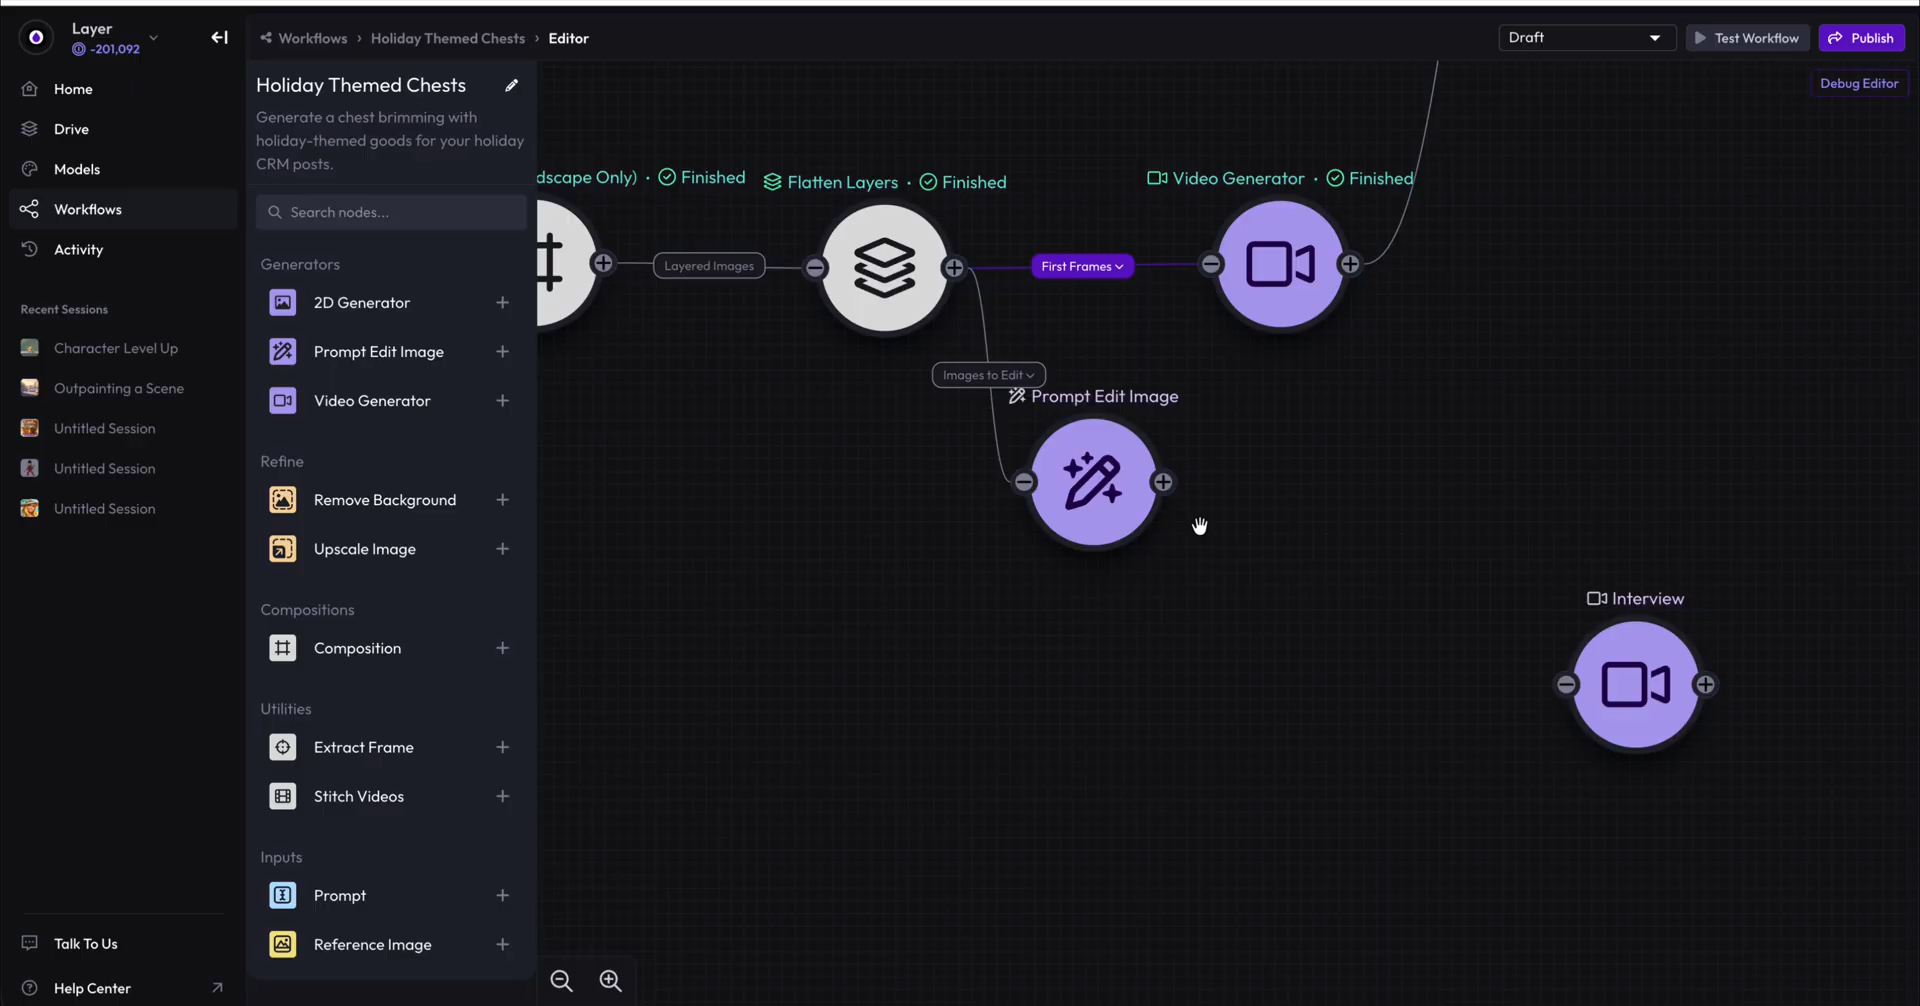 Layer
-201,092
Home
Drive
Models
Workflows
Activity
Recent Sessions
Character Level Up
Outpainting a Scene
Untitled Session
Untitled Session
Untitled Session
Talk To Us
Help Center
Workflows › Holiday Themed Chests › Editor
Draft
Test Workflow
Publish
Debug Editor
Holiday Themed Chests
Generate a chest brimming with
holiday-themed goods for your holiday
CRM posts.
Search nodes...
Generators
2D Generator
Prompt Edit Image
Video Generator
Refine
Remove Background
Upscale Image
Compositions
Composition
Utilities
Extract Frame
Stitch Videos
Inputs
Prompt
Reference Image
dscape Only) · Finished
Flatten Layers · Finished
Video Generator · Finished
Layered Images
First Frames
Images to Edit
Prompt Edit Image
Interview